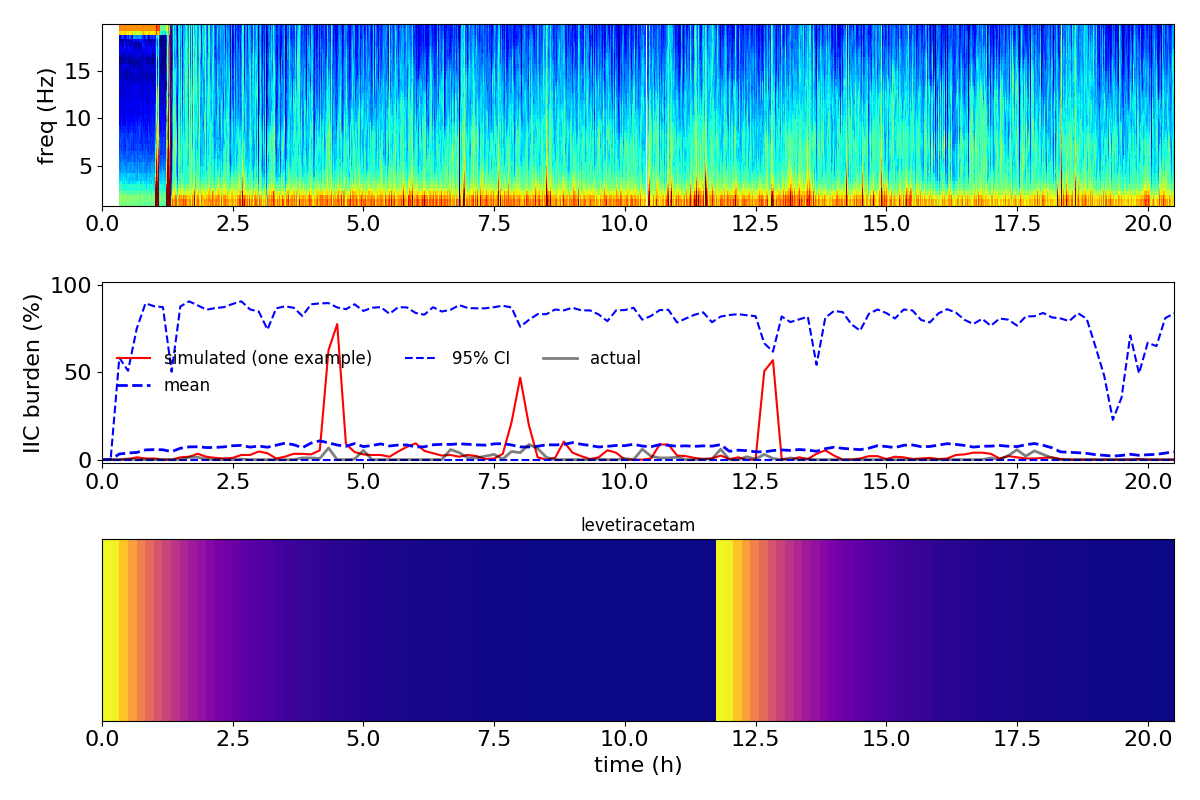 15
10
5
freq (Hz)
0.0 2.5 5.0 7.5 10.0 12.5 15.0 17.5 20.0
100
50
0
IIC burden (%)
simulated (one example) 95% CI actual
mean
0.0 2.5 5.0 7.5 10.0 12.5 15.0 17.5 20.0
levetiracetam
0.0 2.5 5.0 7.5 10.0 12.5 15.0 17.5 20.0
time (h)